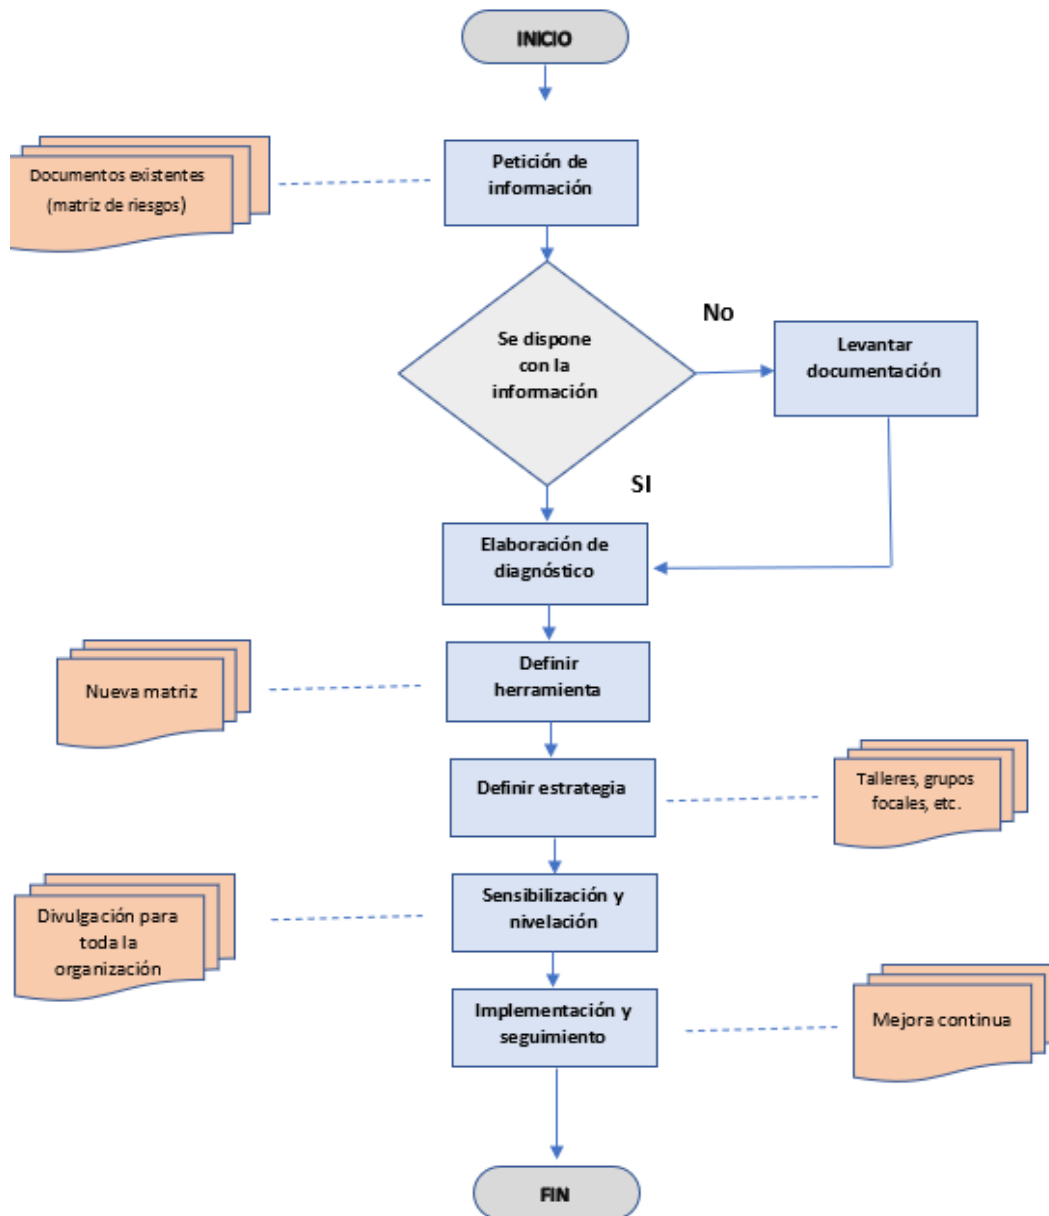 INICIO
Documentos existentes
(matriz de riesgos)
Petición de
información
Se dispone
con la
información
No
Levantar
documentación
SI
Elaboración de
diagnóstico
Nueva matriz
Definir
herramienta
Definir estrategia
Talleres, grupos
focales, etc.
Divulgación para
toda la
organización
Sensibilización y
nivelación
Implementación y
seguimiento
Mejora continua
FIN